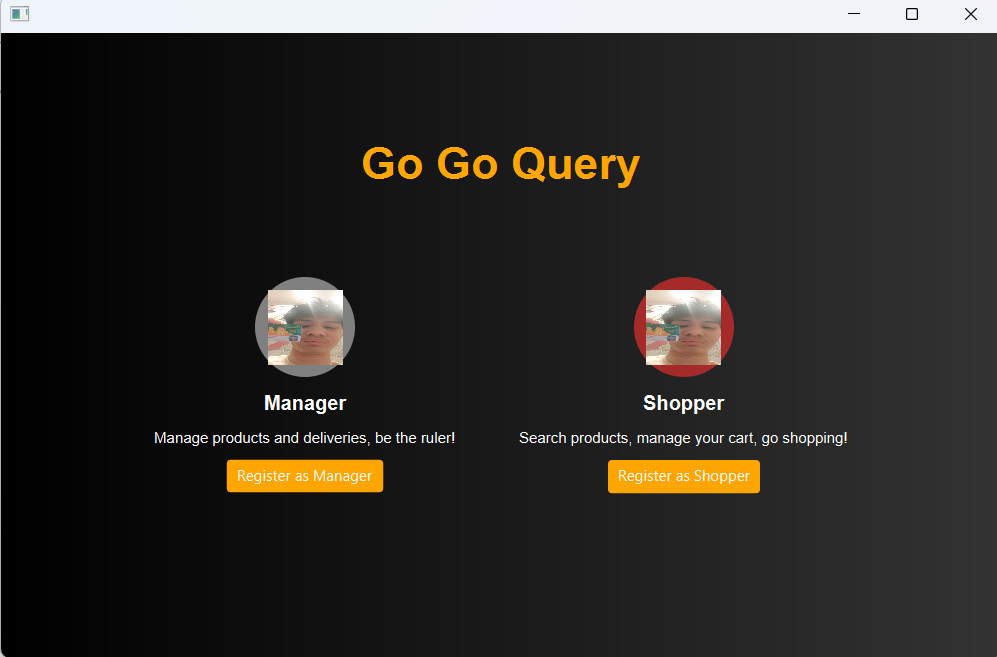 Go Go Query
Manager
Shopper
Manage products and deliveries, be the ruler!
Search products, manage your cart, go shopping!
Register as Manager
Register as Shopper